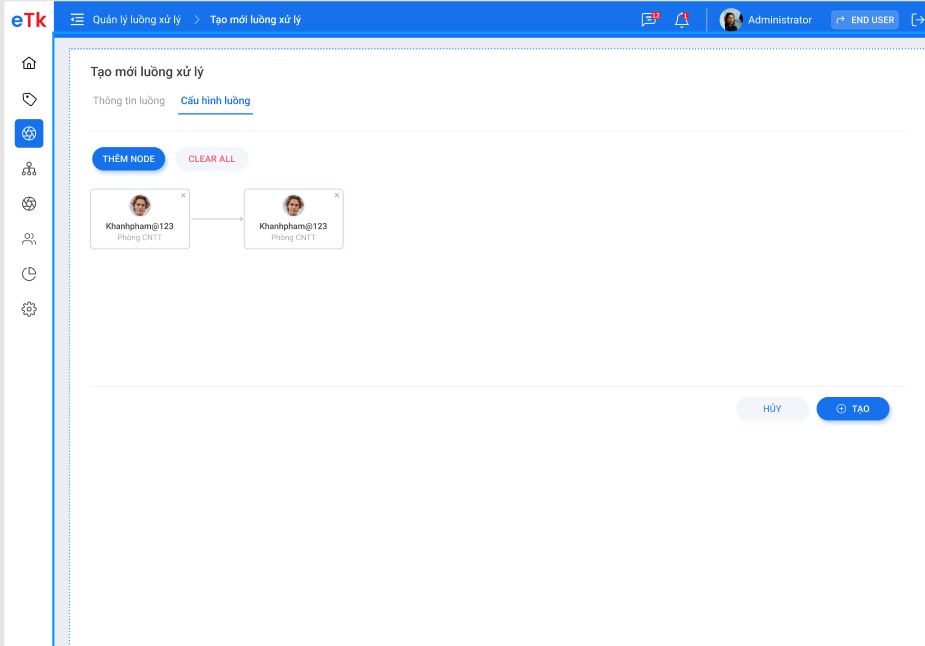 eTk
Quản lý luồng xử lý
Tạo mới luồng xử lý
17
1
Administrator
END USER
Tạo mới luồng xử lý
Thông tin luồng
Cấu hình luồng
THÊM NODE
CLEAR ALL
Khanhpham@123
Phòng CNTT
Khanhpham@123
Phòng CNTT
HỦY
TẠO